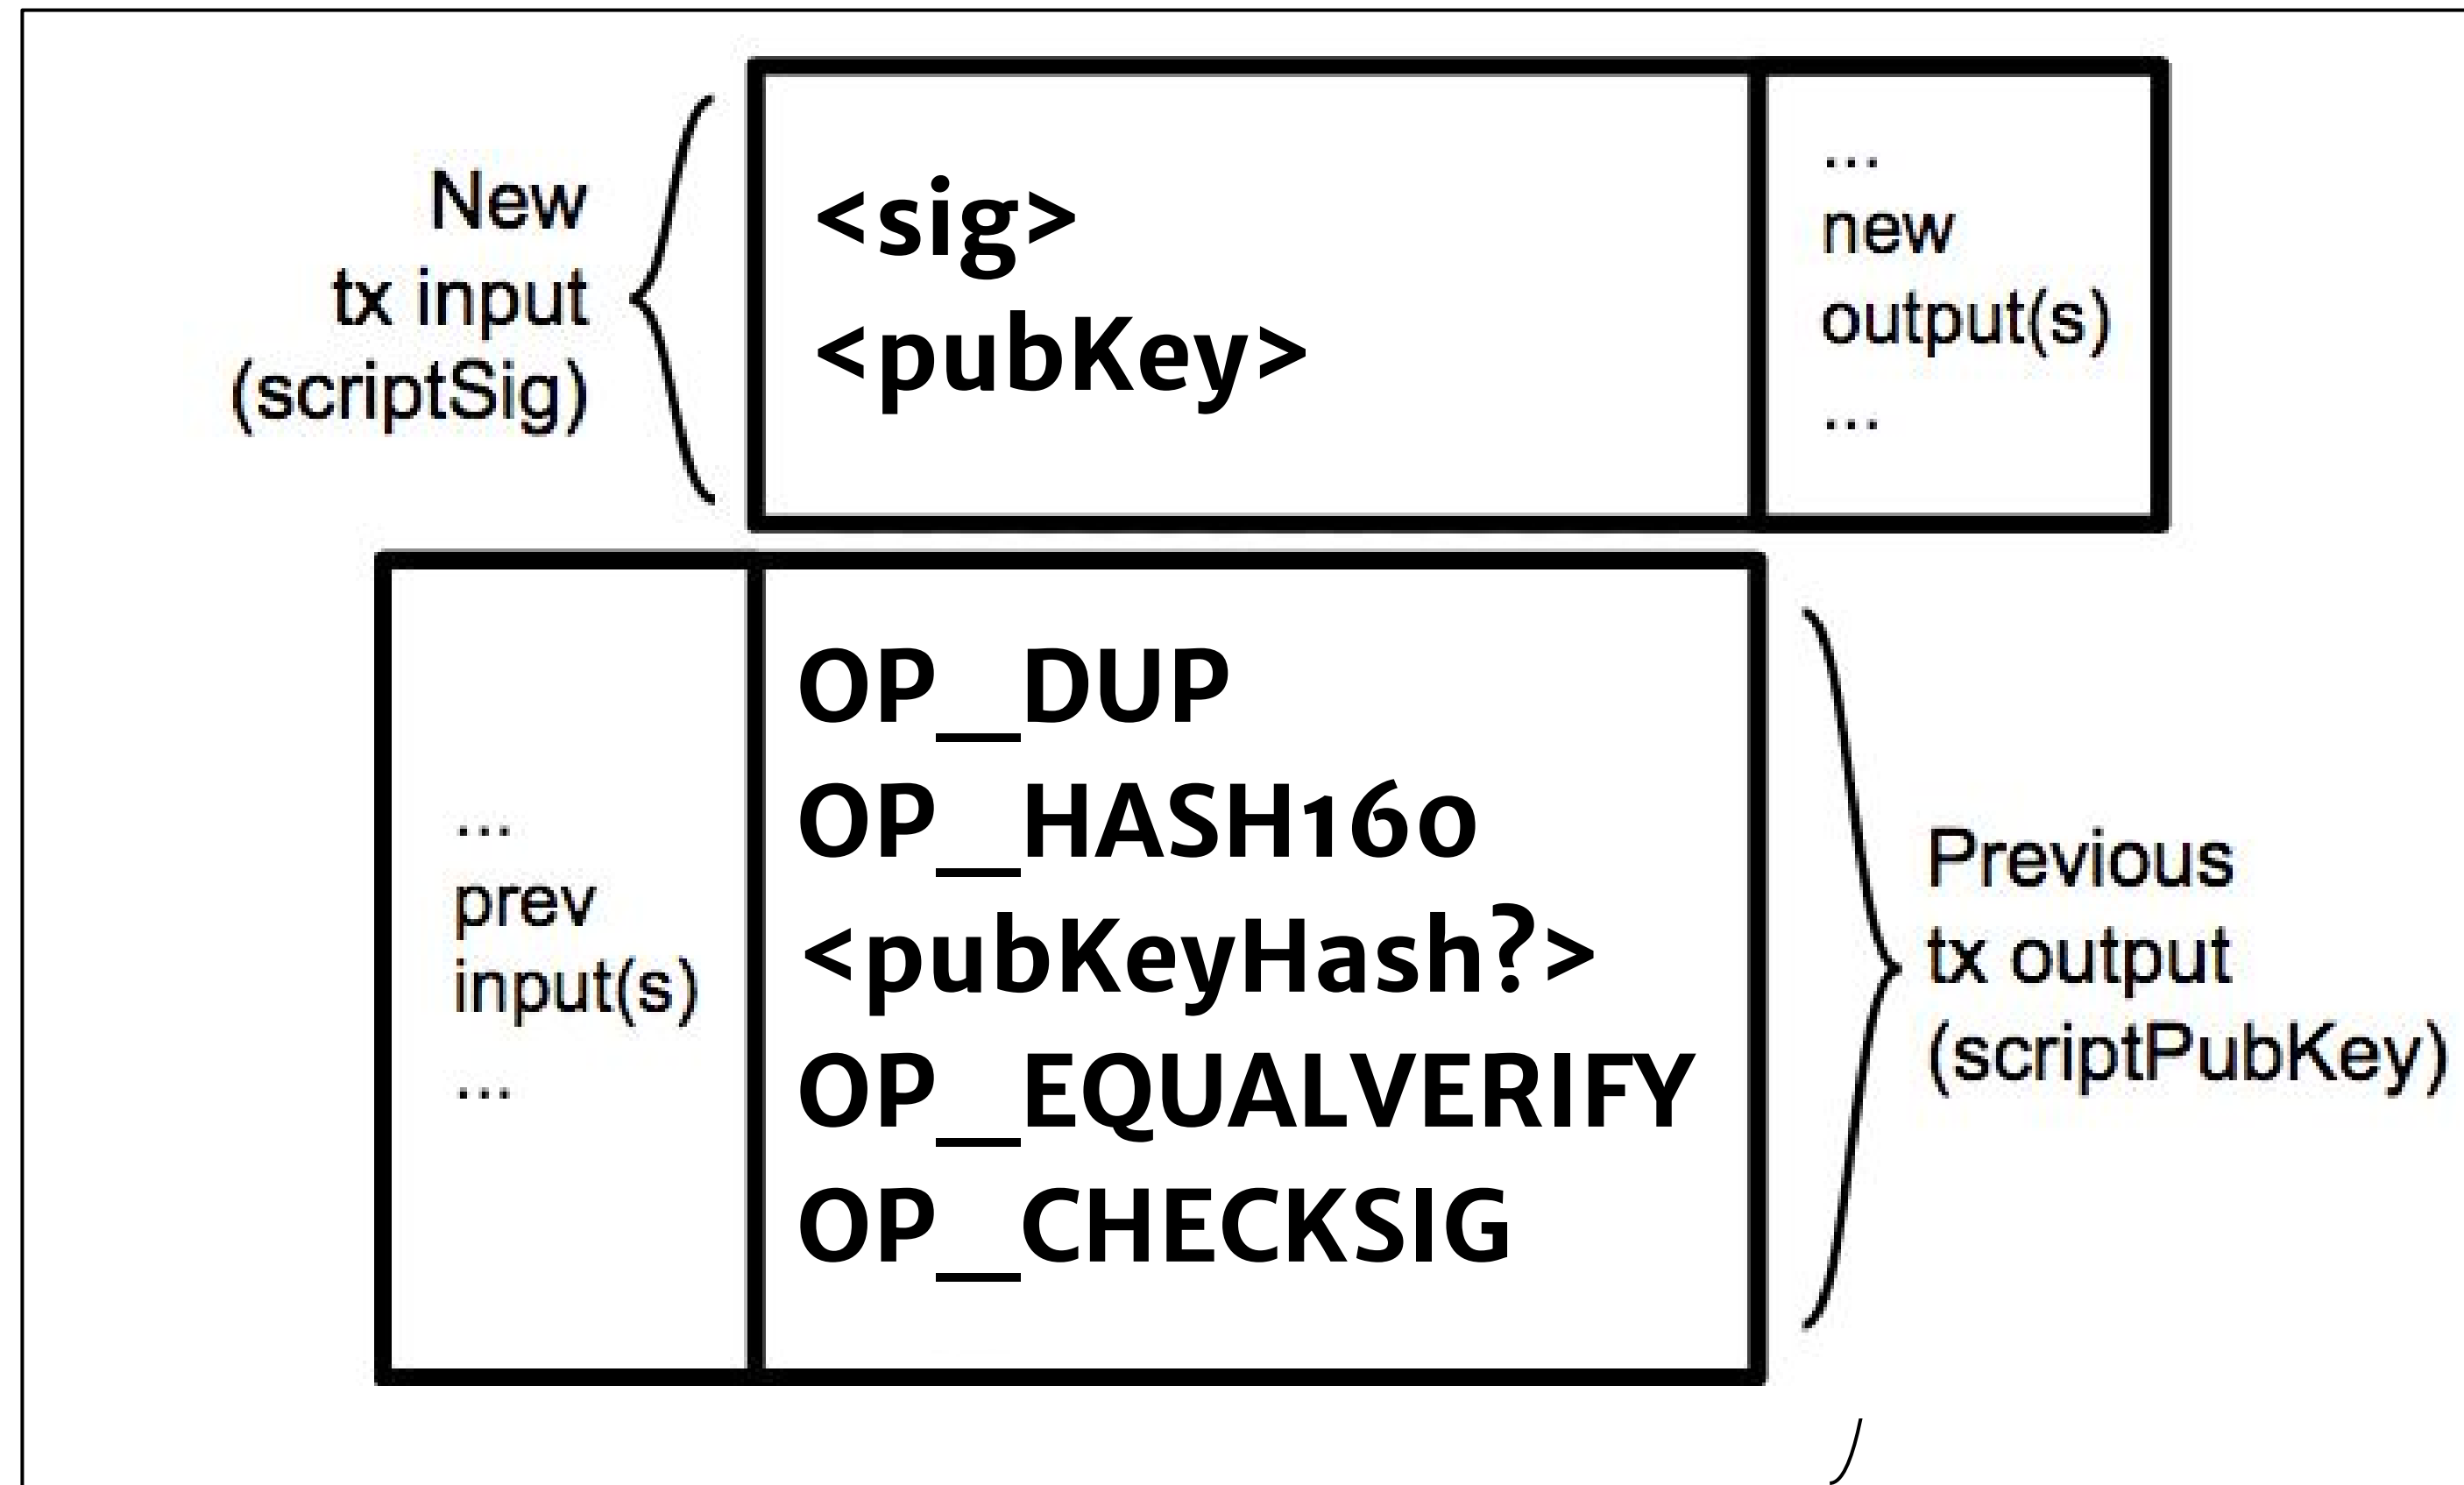 New
tx input
(scriptSig)
<sig>
<pubKey>
...
new
output(s)
...
...
prev
input(s)
...
OP_DUP
OP_HASH160
<pubKeyHash?>
OP_EQUALVERIFY
OP_CHECKSIG
Previous
tx output
(scriptPubKey)